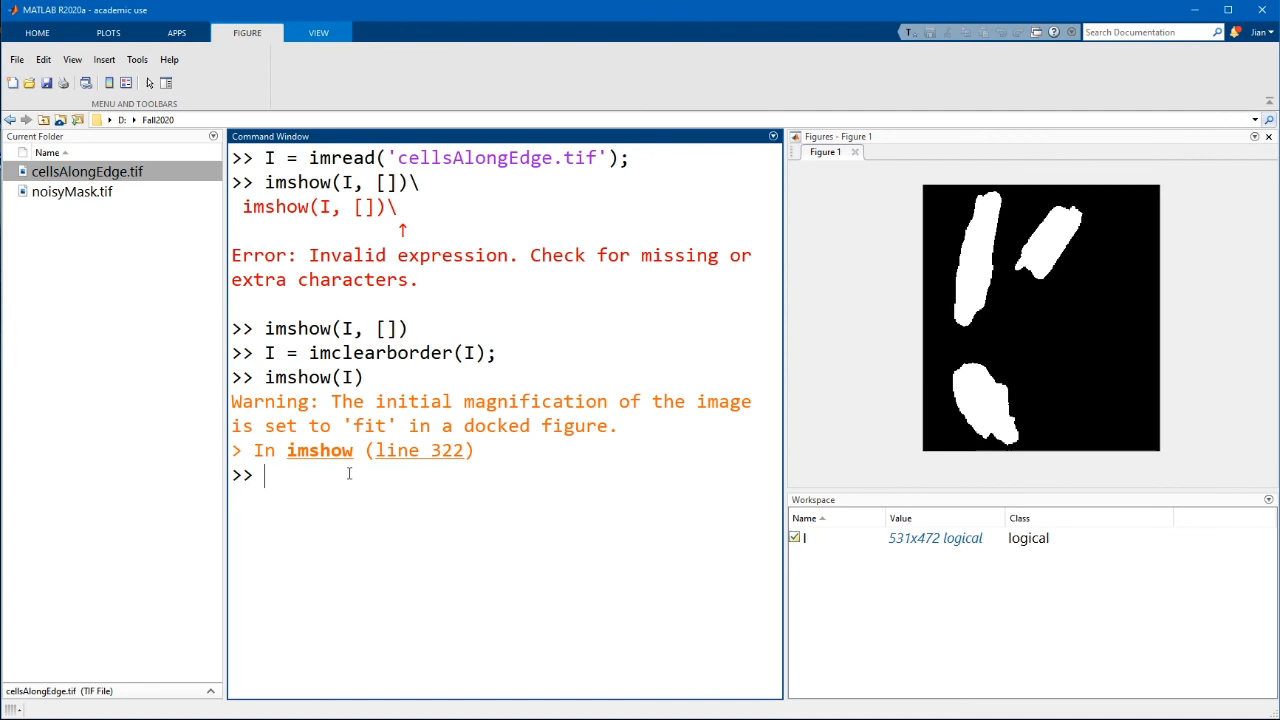 MATLAB R2020a - academic use
HOME PLOTS APPS FIGURE VIEW
Search Documentation
Jian
File Edit View Insert Tools Help
MENU AND TOOLBARS
D: Fall2020
Current Folder
Name
cellsAlongEdge.tif
noisyMask.tif
cellsAlongEdge.tif (TIF File)
Command Window
>> I = imread('cellsAlongEdge.tif');
>> imshow(I, [])\
imshow(I, [])\
↑
Error: Invalid expression. Check for missing or
extra characters.
>> imshow(I, [])
>> I = imclearborder(I);
>> imshow(I)
Warning: The initial magnification of the image
is set to 'fit' in a docked figure.
> In imshow (line 322)
>>
Figures - Figure 1
Figure 1
Workspace
Name Value Class
I 531x472 logical logical